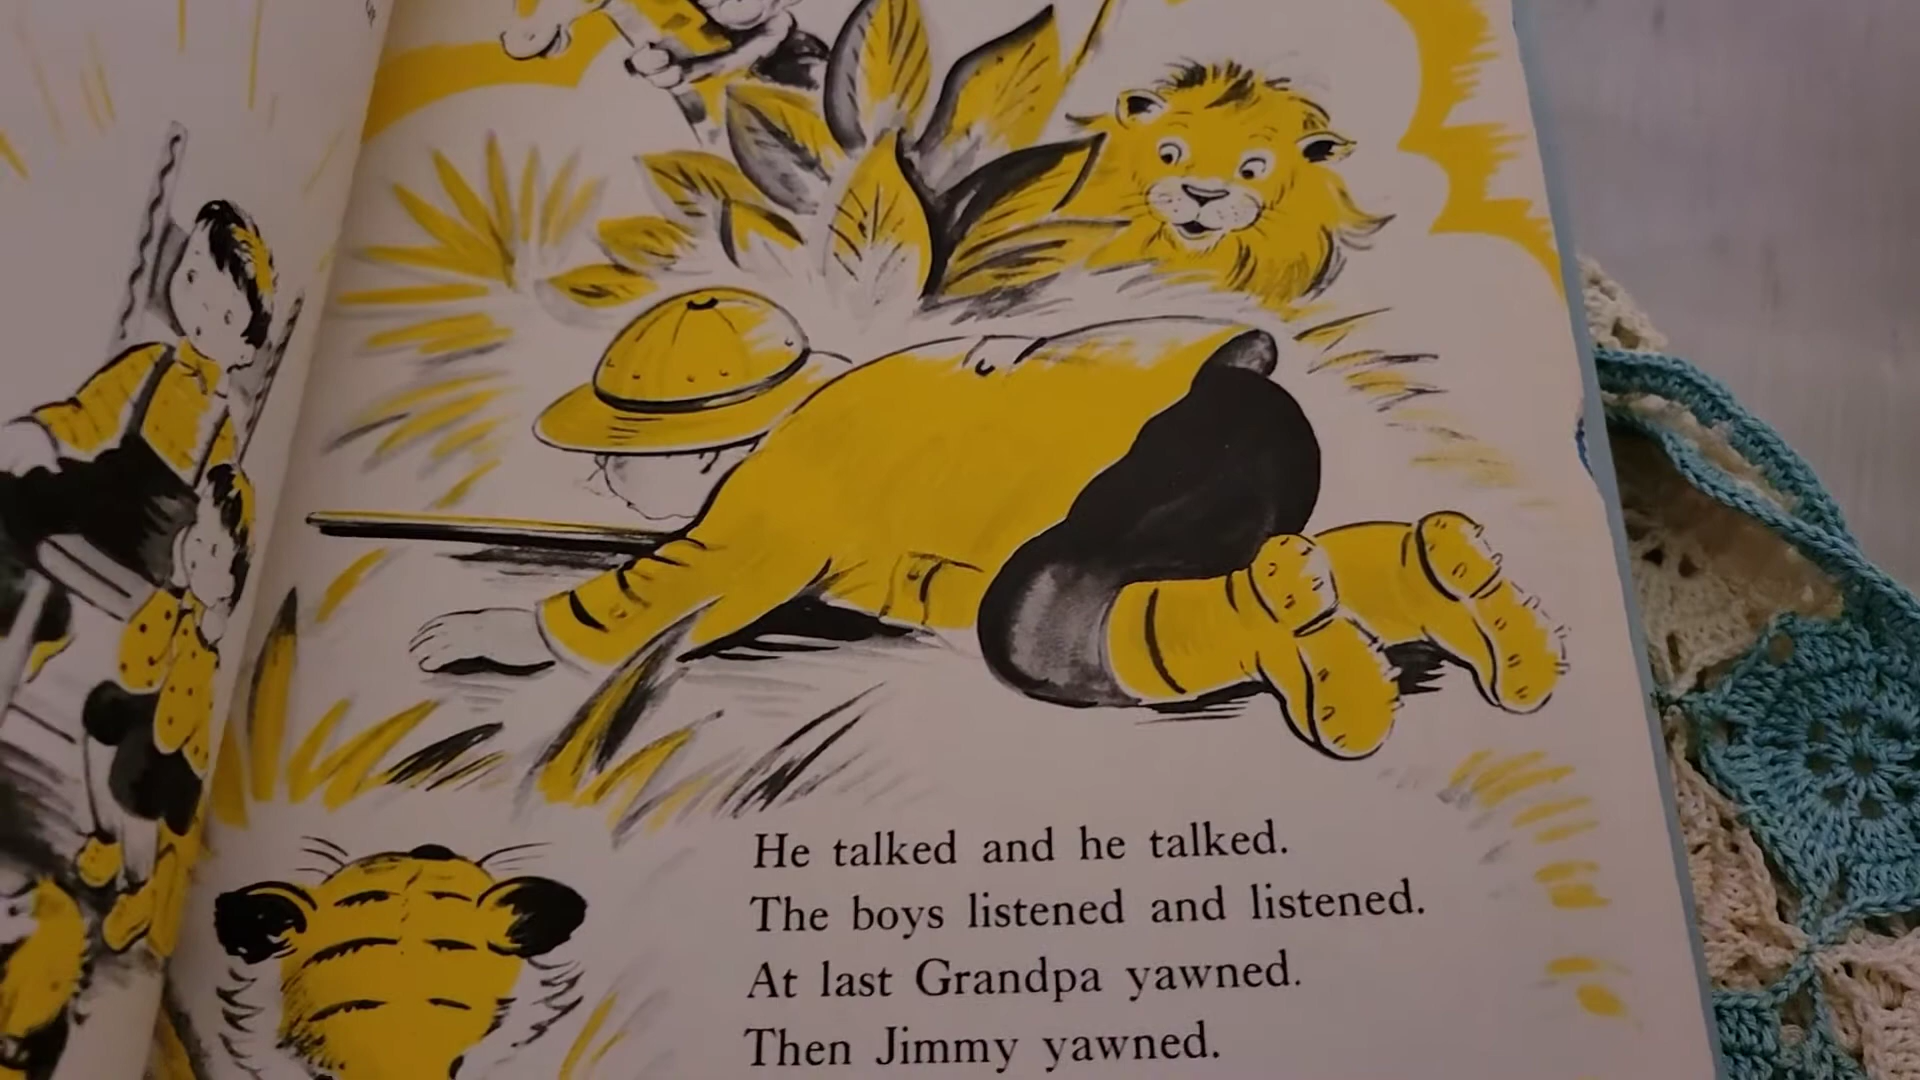 He talked and he talked.
The boys listened and listened.
At last Grandpa yawned.
Then Jimmy yawned.